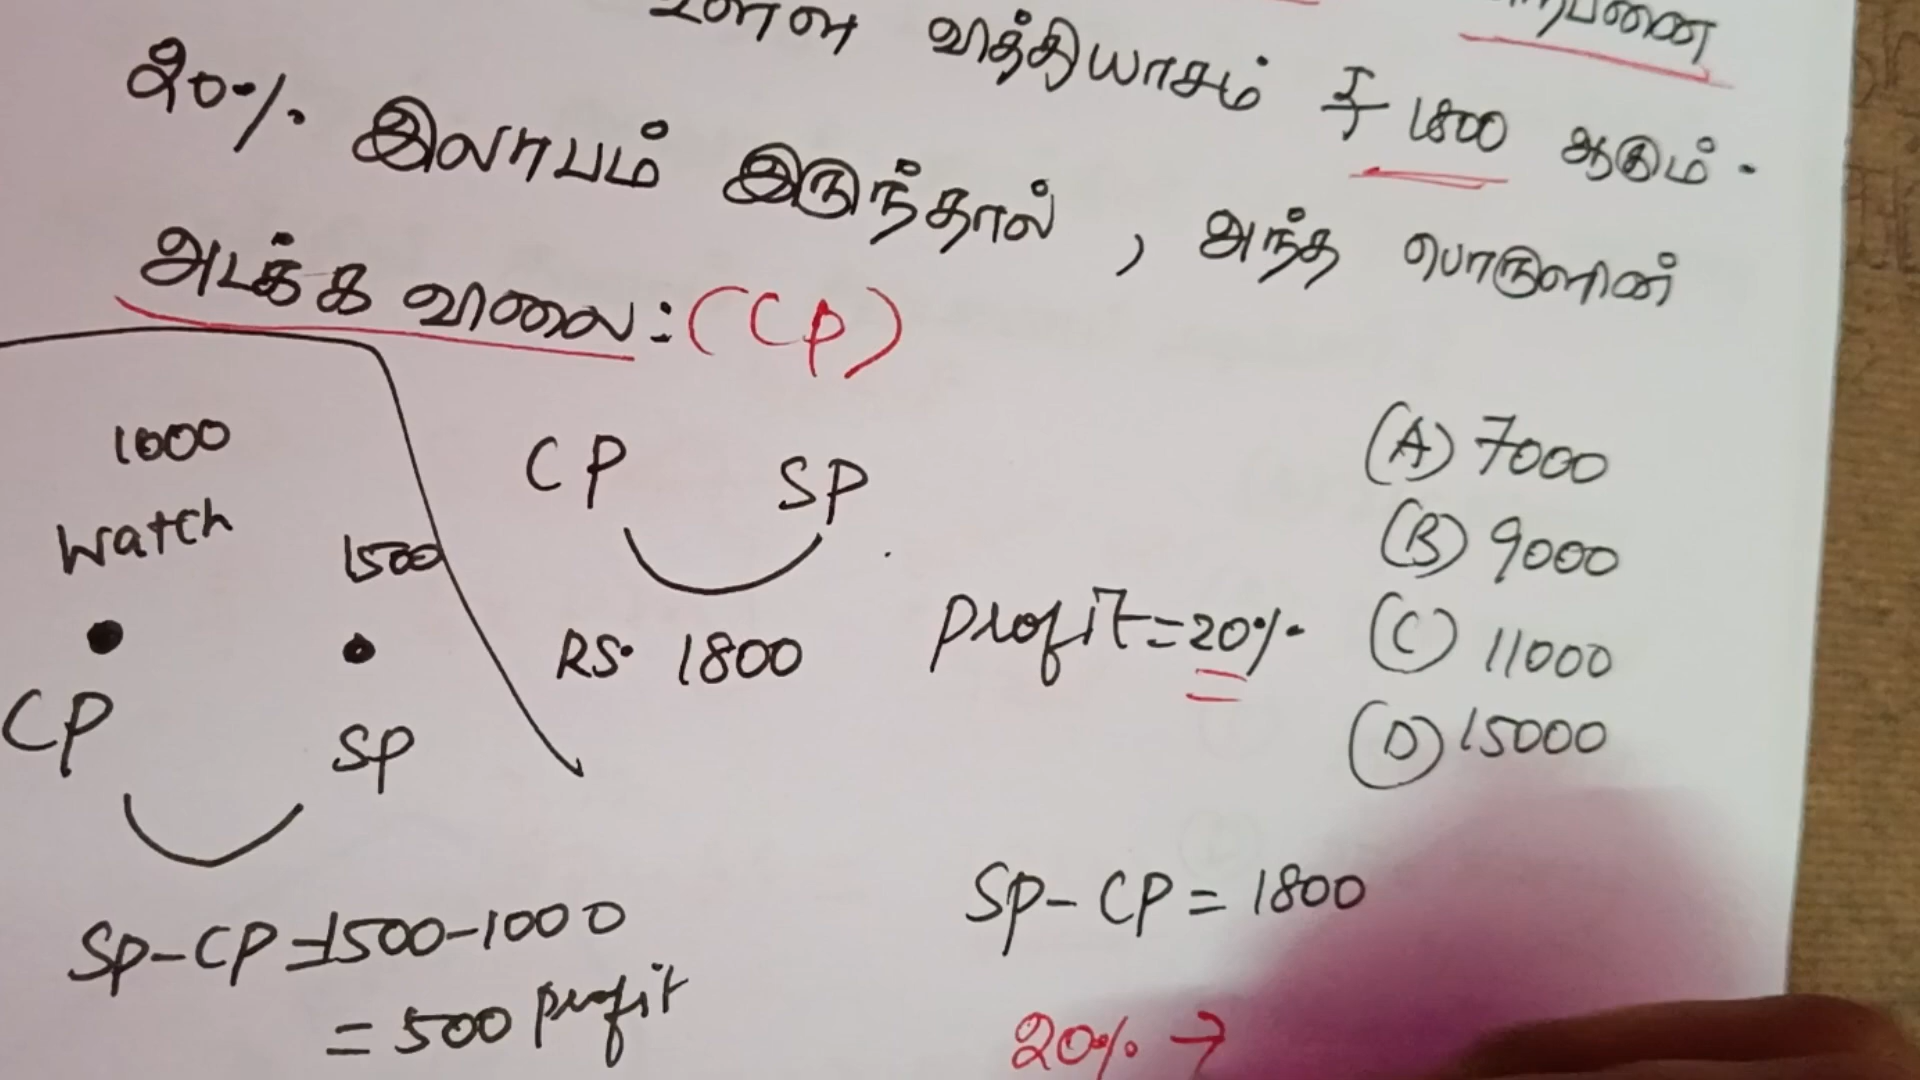 உள்ள வித்தியாசம் ₹ 1800 ஆகும்.
20% இலாபம் இருந்தால், அந்த பொருளின்
அடக்க விலை:(CP)
1000
Watch
1500
CP
SP
SP-CP=1500-1000
=500 profit
CP SP
RS. 1800
profit=20%
(A) 7000
(B) 9000
(C) 11000
(D) 15000
SP-CP=1800
20% →